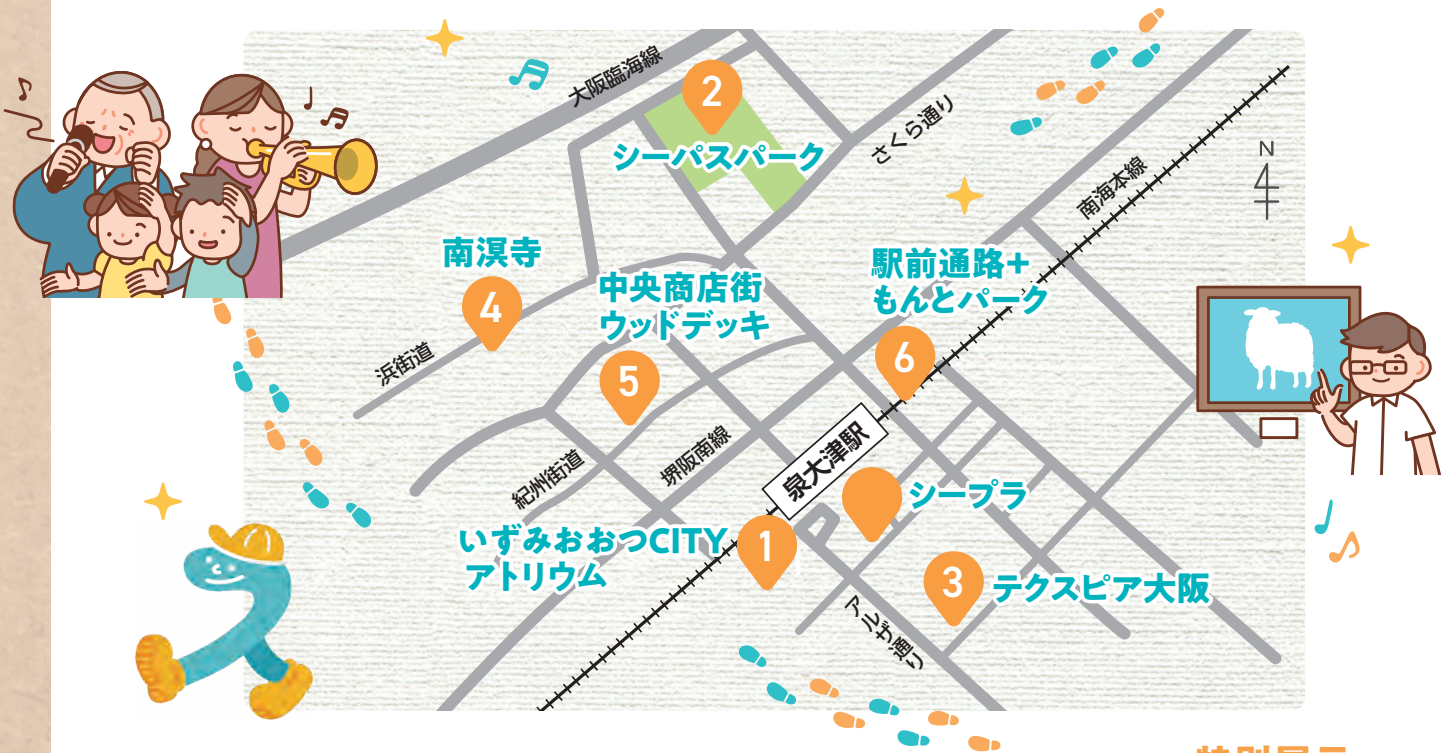 大阪臨海線
2
シーパスパーク
さくら通り
南海本線
N
南溟寺
4
中央商店街
ウッドデッキ
5
駅前通路+
もんとパーク
6
浜街道
紀州街道
堺阪南線
泉大津駅
シープラ
いずみおおつCITY
アトリウム
1
3
テクスピア大阪
アルザ通り
特別展示